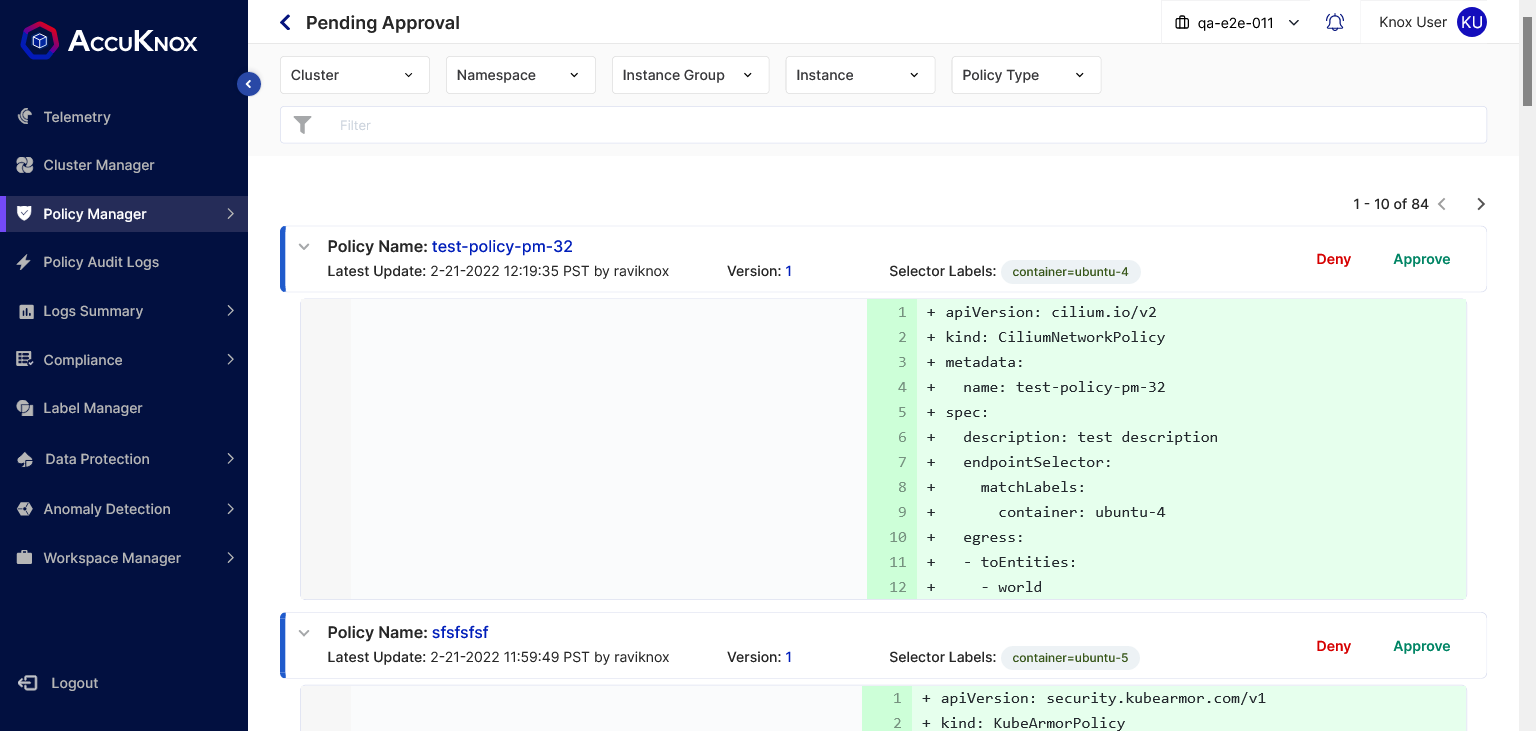 AccuKnox
Telemetry
Cluster Manager
Policy Manager
Policy Audit Logs
Logs Summary
Compliance
Label Manager
Data Protection
Anomaly Detection
Workspace Manager
Logout
Pending Approval
qa-e2e-011
Knox User KU
Cluster Namespace Instance Group Instance Policy Type
Filter
1 - 10 of 84
Policy Name: test-policy-pm-32
Latest Update: 2-21-2022 12:19:35 PST by raviknox Version: 1 Selector Labels: container=ubuntu-4
Deny Approve
1 + apiVersion: cilium.io/v2
2 + kind: CiliumNetworkPolicy
3 + metadata:
4 +   name: test-policy-pm-32
5 + spec:
6 +   description: test description
7 +   endpointSelector:
8 +     matchLabels:
9 +       container: ubuntu-4
10 +   egress:
11 +   - toEntities:
12 +     - world
Policy Name: sfsfsfsf
Latest Update: 2-21-2022 11:59:49 PST by raviknox Version: 1 Selector Labels: container=ubuntu-5
Deny Approve
1 + apiVersion: security.kubearmor.com/v1
2 + kind: KubeArmorPolicy